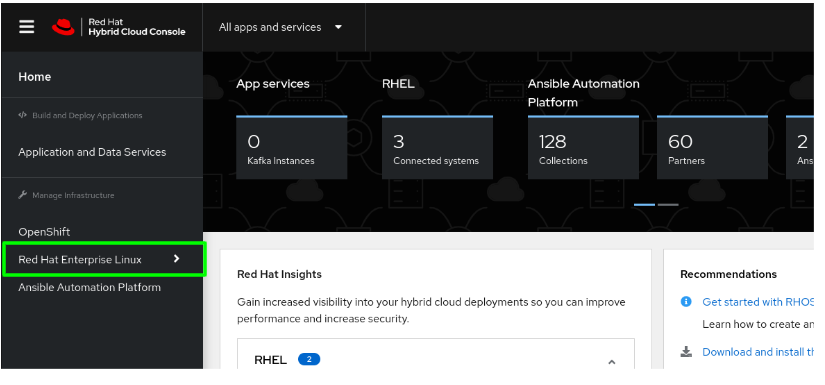 Red Hat
Hybrid Cloud Console
All apps and services
Home
Build and Deploy Applications
Application and Data Services
Manage Infrastructure
OpenShift
Red Hat Enterprise Linux
Ansible Automation Platform
App services
0
Kafka Instances
RHEL
3
Connected systems
Ansible Automation
Platform
128
Collections
60
Partners
2
Ans
Red Hat Insights
Gain increased visibility into your hybrid cloud deployments so you can improve
performance and increase security.
RHEL 2
Recommendations
Get started with RHOS
Learn how to create an
Download and install th